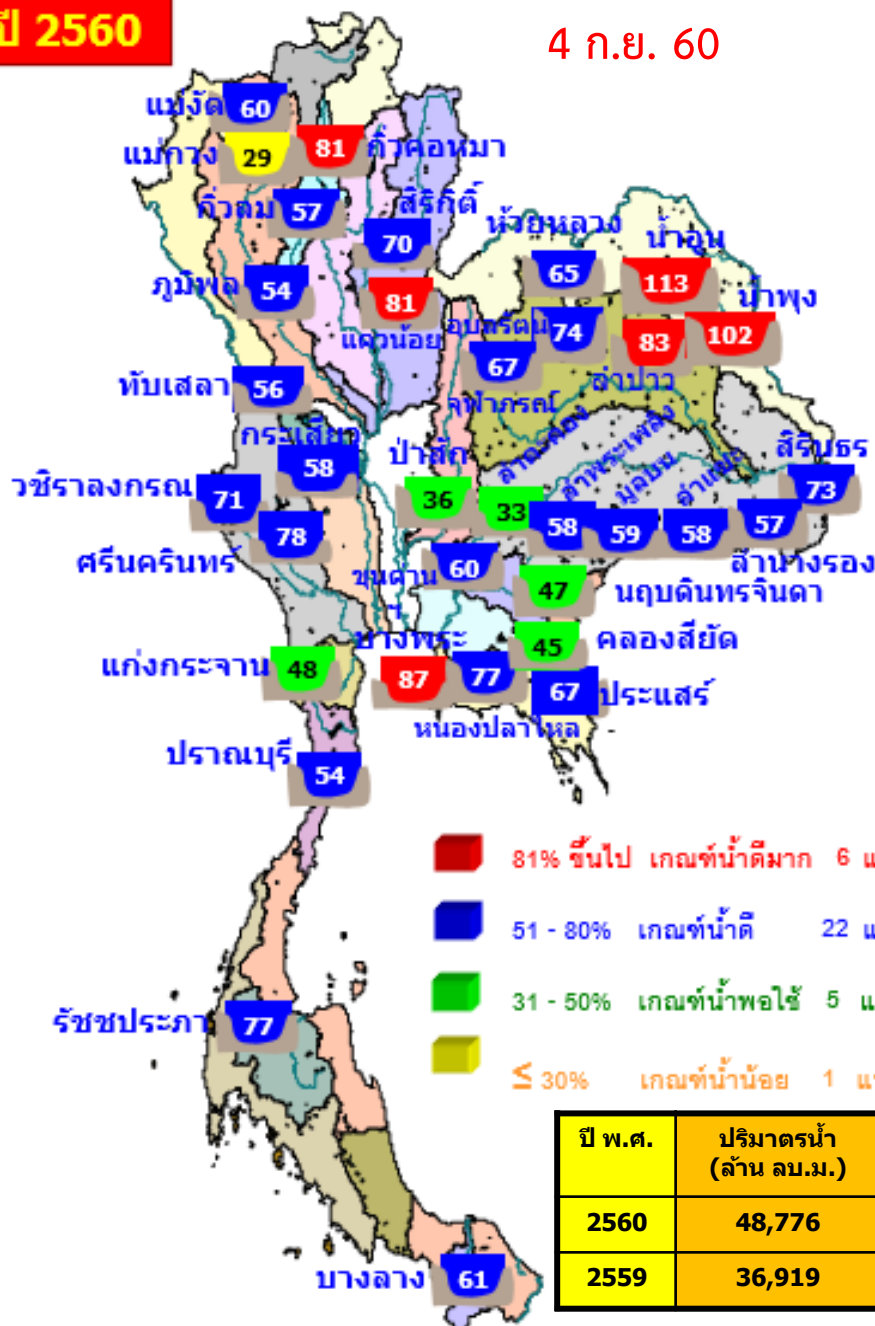 ปี 2560
4 ก.ย. 60
แม่งัด 60
แม่กวง 29 81 กิ่วคอหมา
กิ่วลม 57 สิริกิติ์
70
ห้วยหลวง น้ำอูน
65 113
ภูมิพล 54 81 น้ำพุง
แควน้อย อุบลรัตน์ 74 83 102
67
ทับเสลา 56 จุฬาภรณ์ ลำปาว
กระเสียว ป่าสัก ลำตะคอง ลำพระเพลิง มูลบน ลำแชะ สิรินธร
58
วชิราลงกรณ 71 36 33 73
78 58 59 58 57
ศรีนครินทร์ ลำนางรอง
ขุนด่าน 60
ฯ 47 นฤบดินทรจินดา
บางพระ 45 คลองสียัด
แก่งกระจาน 48 87 77
67 ประแสร์
หนองปลาไหล
ปราณบุรี
54
81% ขึ้นไป เกณฑ์น้ำดีมาก 6 แ
51 - 80% เกณฑ์น้ำดี 22 แ
31 - 50% เกณฑ์น้ำพอใช้ 5 แ
รัชชประภา 77
≤ 30% เกณฑ์น้ำน้อย 1 แ
ปี พ.ศ. ปริมาตรน้ำ
(ล้าน ลบ.ม.)
2560 48,776
2559 36,919
บางลาง 61